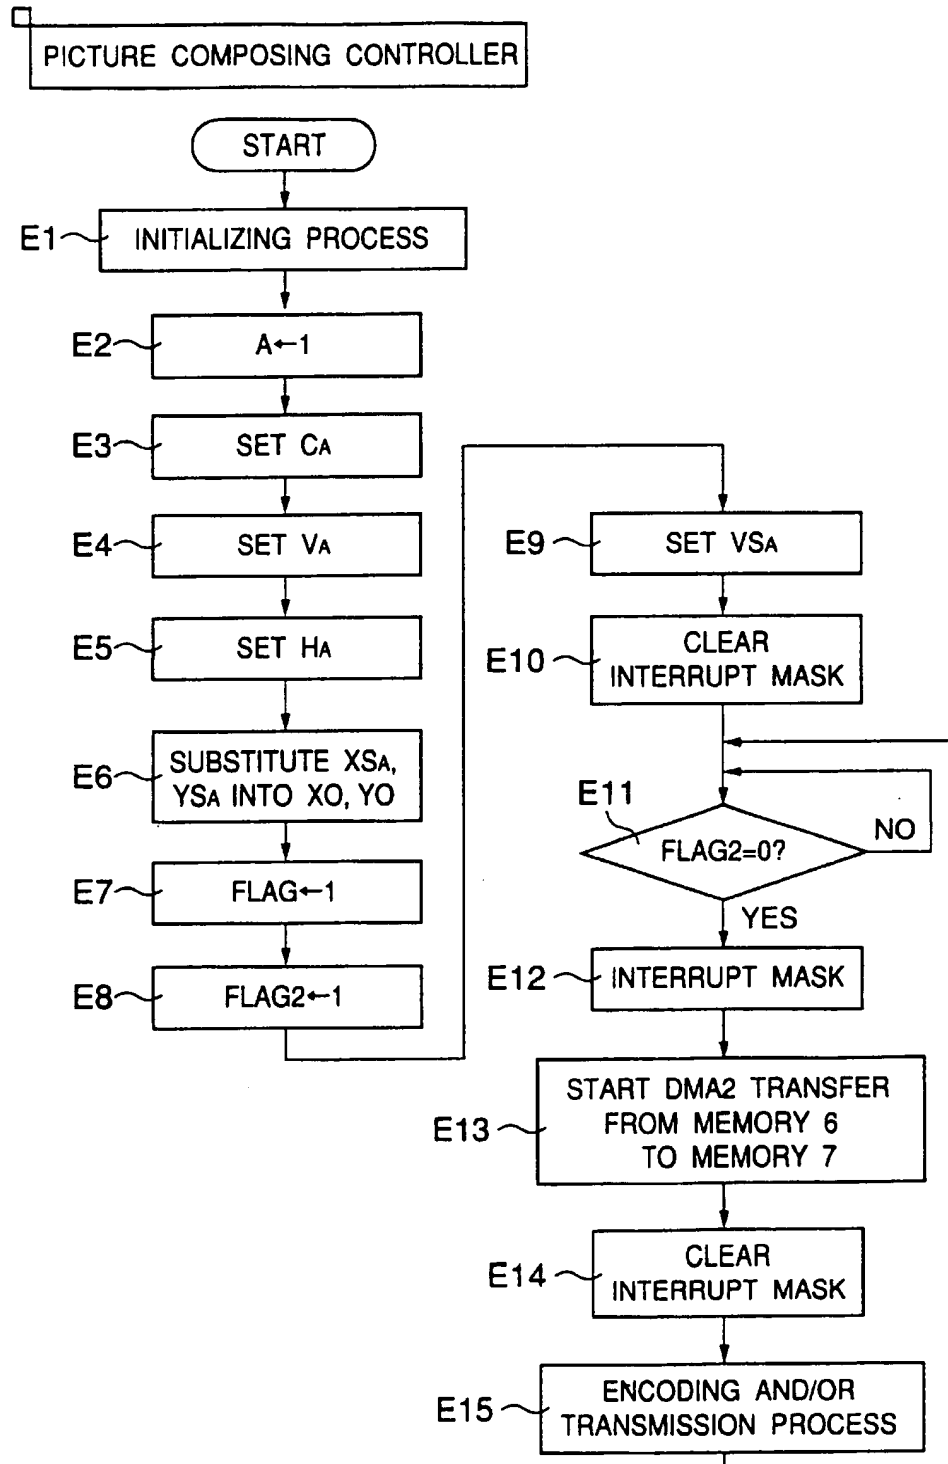 PICTURE COMPOSING CONTROLLER
START
E1
INITIALIZING PROCESS
E2
A←1
E3
SET CA
E4
SET VA
E5
SET HA
E6
SUBSTITUTE XSA,
YSA INTO XO, YO
E7
FLAG←1
E8
FLAG2←1
E9
SET VSA
E10
CLEAR
INTERRUPT MASK
E11
FLAG2=0?
NO
YES
E12
INTERRUPT MASK
E13
START DMA2 TRANSFER
FROM MEMORY 6
TO MEMORY 7
E14
CLEAR
INTERRUPT MASK
E15
ENCODING AND/OR
TRANSMISSION PROCESS